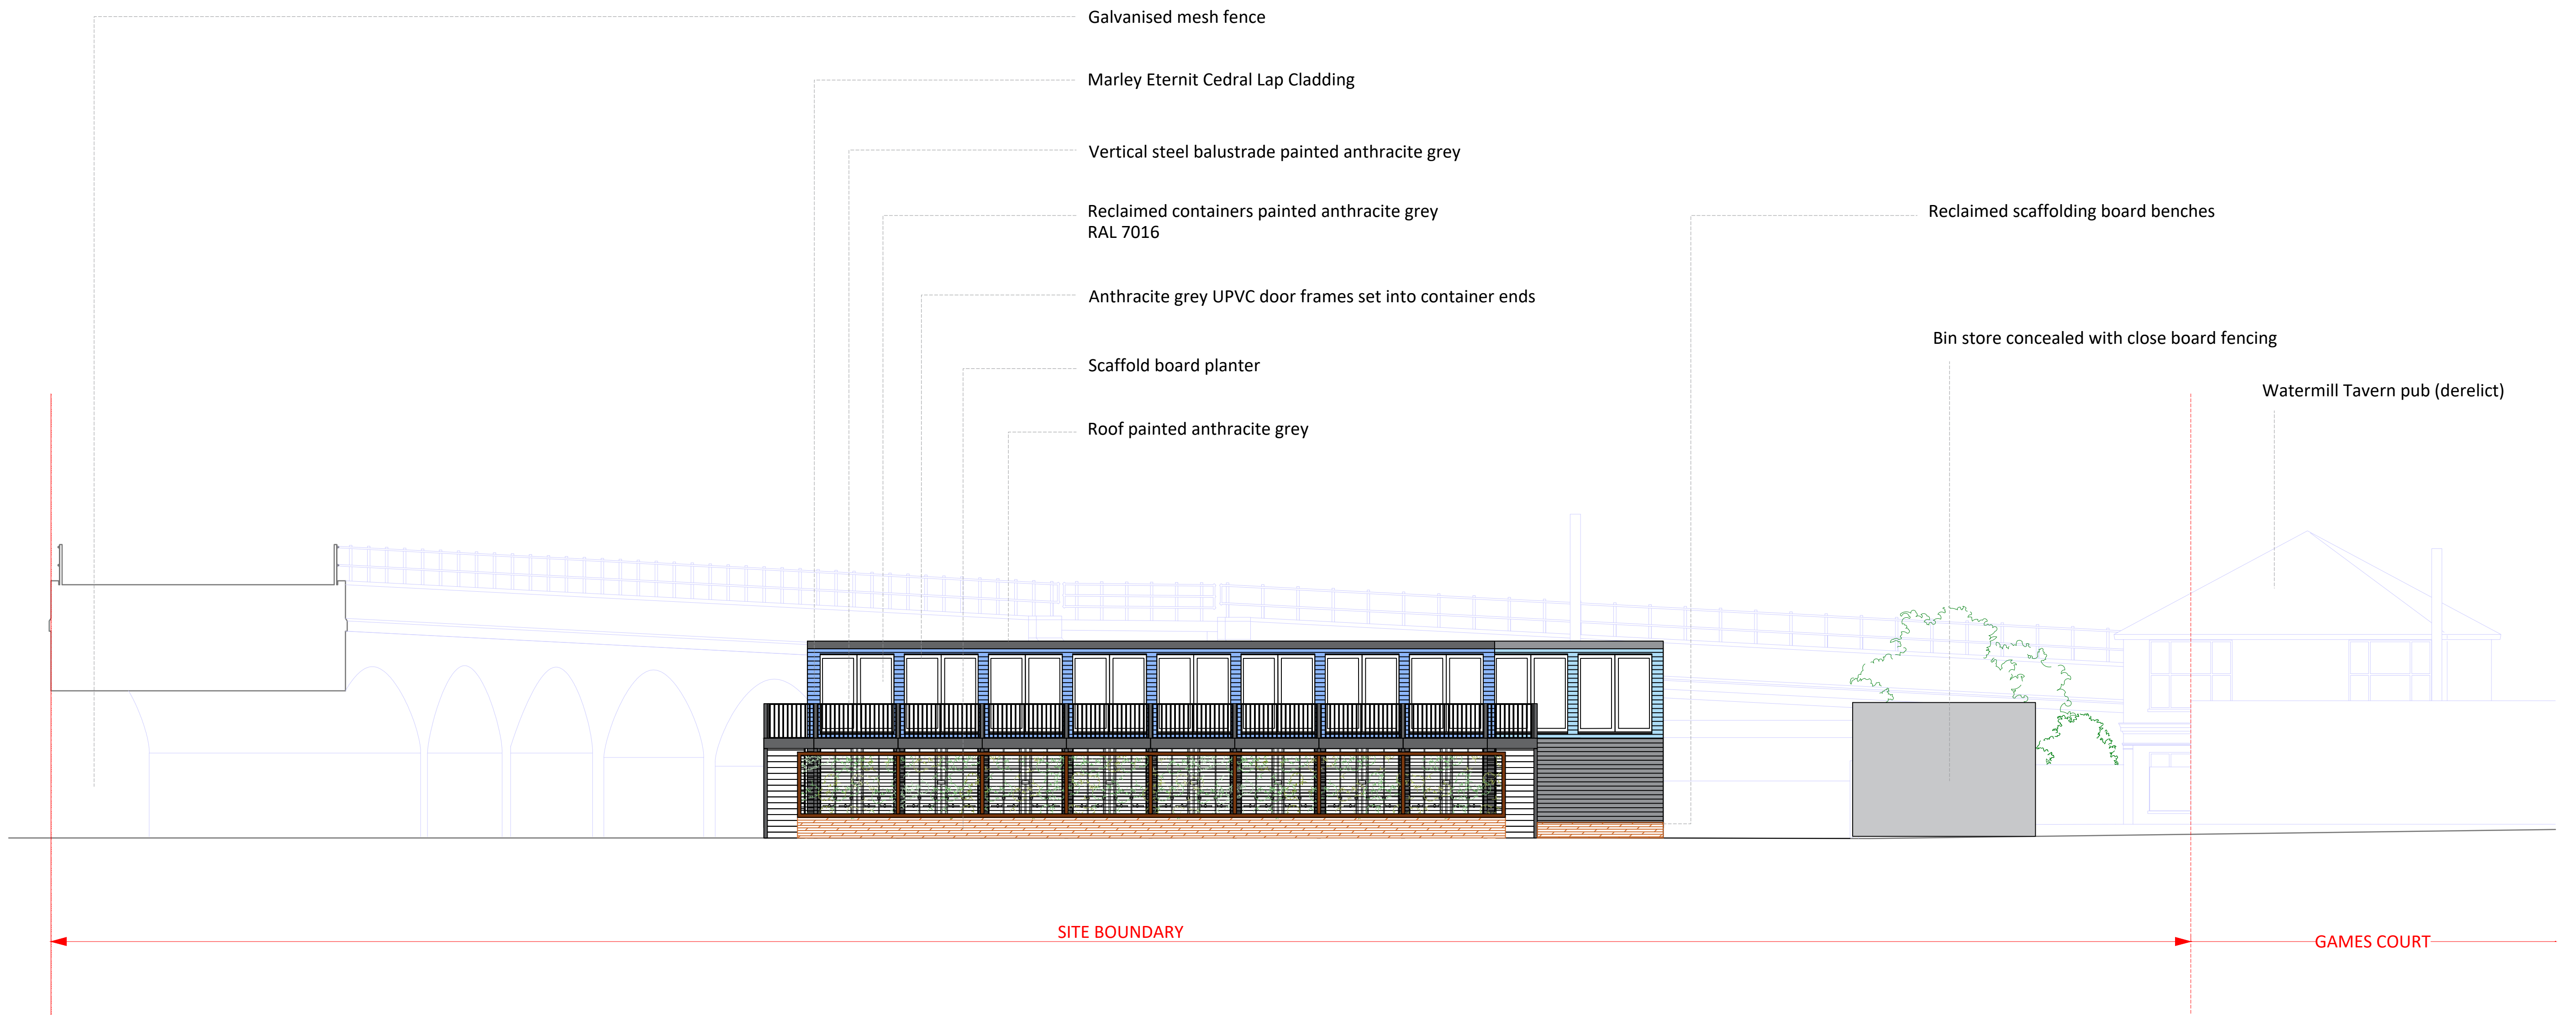 Galvanised mesh fence
Marley Eternit Cedral Lap Cladding
Vertical steel balustrade painted anthracite grey
Reclaimed containers painted anthracite grey
RAL 7016
Reclaimed scaffolding board benches
Anthracite grey UPVC door frames set into container ends
Bin store concealed with close board fencing
Scaffold board planter
Watermill Tavern pub (derelict)
Roof painted anthracite grey
SITE BOUNDARY
GAMES COURT